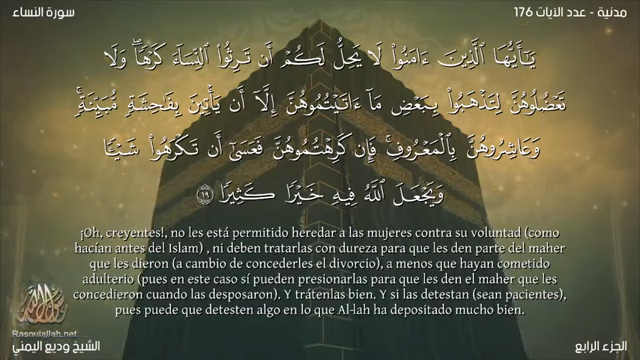 سورة النساء
مدنية - عدد الآيات 176
يَـٰٓأَيُّهَا ٱلَّذِينَ ءَامَنُوا۟ لَا يَحِلُّ لَكُمْ أَن تَرِثُوا۟ ٱلنِّسَآءَ كَرْهًا ۖ وَلَا
تَعْضُلُوهُنَّ لِتَذْهَبُوا۟ بِبَعْضِ مَآ ءَاتَيْتُمُوهُنَّ إِلَّآ أَن يَأْتِينَ بِفَـٰحِشَةٍ مُّبَيِّنَةٍ ۚ
وَعَاشِرُوهُنَّ بِٱلْمَعْرُوفِ ۚ فَإِن كَرِهْتُمُوهُنَّ فَعَسَىٰٓ أَن تَكْرَهُوا۟ شَيْـًٔا
وَيَجْعَلَ ٱللَّهُ فِيهِ خَيْرًا كَثِيرًا ١٩
¡Oh, creyentes!, no les está permitido heredar a las mujeres contra su voluntad (como
hacían antes del Islam) , ni deben tratarlas con dureza para que les den parte del maher
que les dieron (a cambio de concederles el divorcio), a menos que hayan cometido
adulterio (pues en este caso sí pueden presionarlas para que les den el maher que les
concedieron cuando las desposaron). Y trátenlas bien. Y si las detestan (sean pacientes),
pues puede que detesten algo en lo que Al-lah ha depositado mucho bien.
Rasoulallah.net
الشيخ وديع اليمني
الجزء الرابع